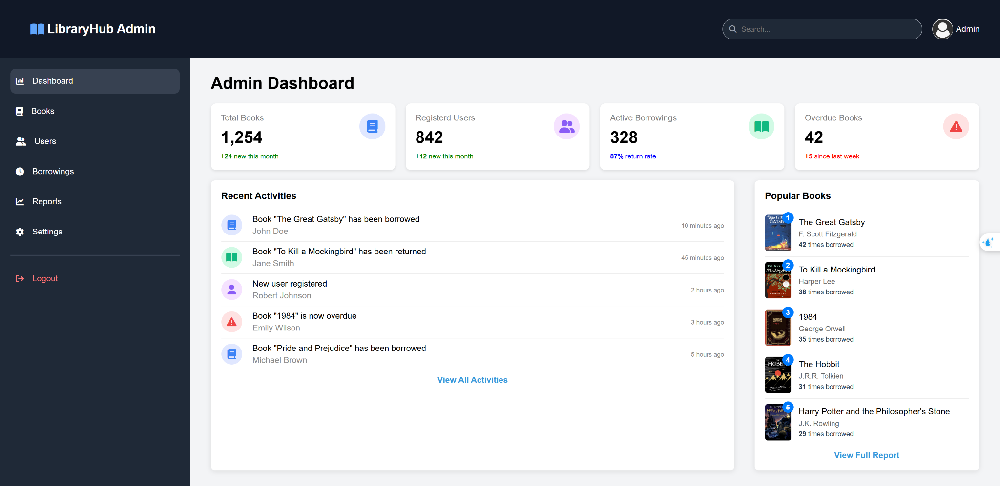 LibraryHub Admin
Search...
Admin
Dashboard
Books
Users
Borrowings
Reports
Settings
Logout
Admin Dashboard
Total Books
1,254
+24 new this month
Registerd Users
842
+12 new this month
Active Borrowings
328
87% return rate
Overdue Books
42
+5 since last week
Recent Activities
Book "The Great Gatsby" has been borrowed
John Doe
10 minutes ago
Book "To Kill a Mockingbird" has been returned
Jane Smith
45 minutes ago
New user registered
Robert Johnson
2 hours ago
Book "1984" is now overdue
Emily Wilson
3 hours ago
Book "Pride and Prejudice" has been borrowed
Michael Brown
5 hours ago
View All Activities
Popular Books
1
The Great Gatsby
F. Scott Fitzgerald
42 times borrowed
2
To Kill a Mockingbird
Harper Lee
38 times borrowed
3
GEORGE
ORWELL
1984
George Orwell
35 times borrowed
4
The Hobbit
J.R.R. Tolkien
31 times borrowed
5
Harry Potter and the Philosopher's Stone
J.K. Rowling
29 times borrowed
View Full Report